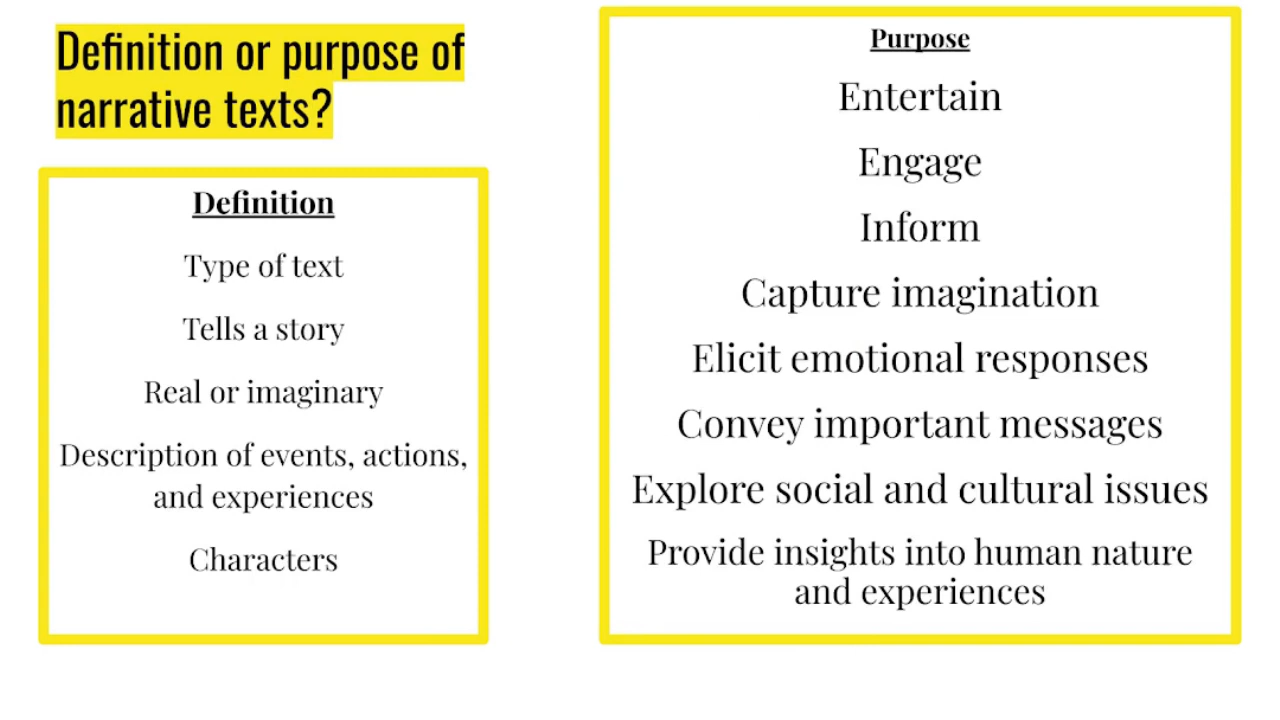 Definition or purpose of
narrative texts?
Definition
Type of text
Tells a story
Real or imaginary
Description of events, actions,
and experiences
Characters
Purpose
Entertain
Engage
Inform
Capture imagination
Elicit emotional responses
Convey important messages
Explore social and cultural issues
Provide insights into human nature
and experiences